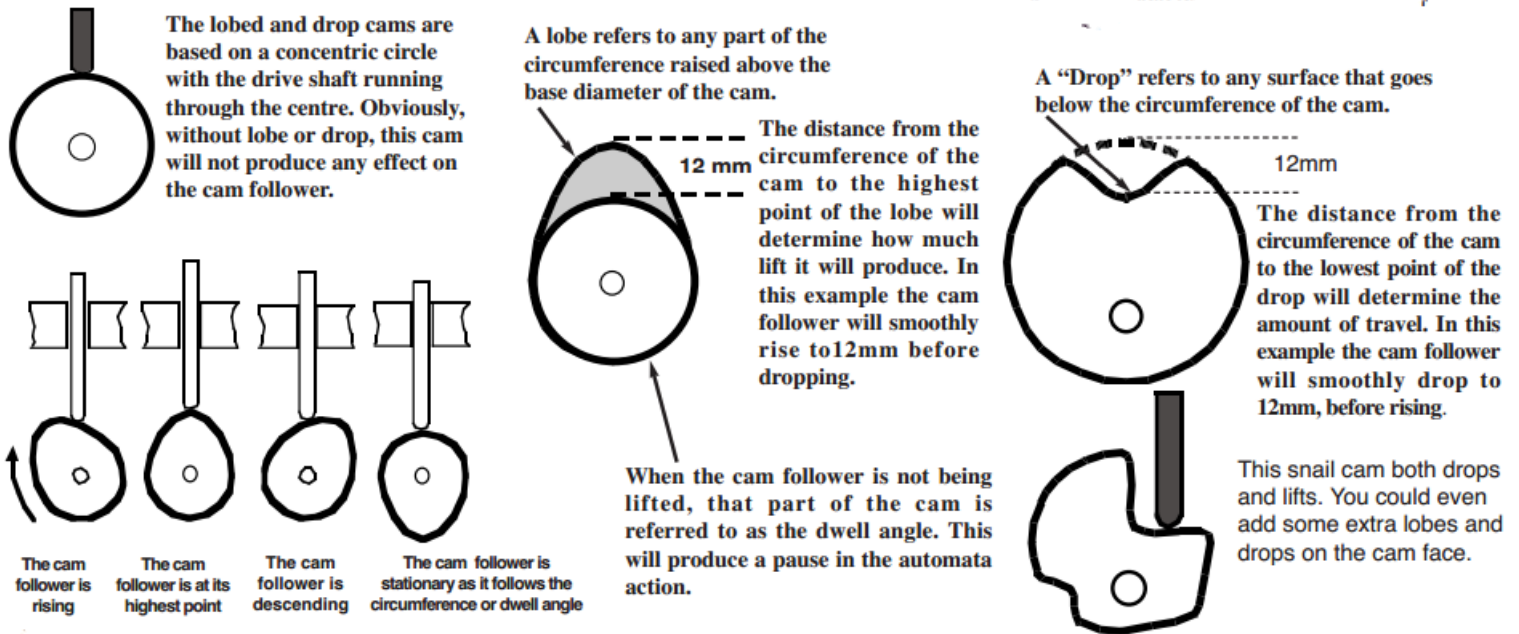 The lobed and drop cams are
based on a concentric circle
with the drive shaft running
through the centre. Obviously,
without lobe or drop, this cam
will not produce any effect on
the cam follower.
The cam
follower is
rising
The cam
follower is at its
highest point
The cam
follower is
descending
The cam follower is
stationary as it follows the
circumference or dwell angle
A lobe refers to any part of the
circumference raised above the
base diameter of the cam.
12 mm
The distance from the
circumference of the
cam to the highest
point of the lobe will
determine how much
lift it will produce. In
this example the cam
follower will smoothly
rise to12mm before
dropping.
When the cam follower is not being
lifted, that part of the cam is
referred to as the dwell angle. This
will produce a pause in the automata
action.
A “Drop” refers to any surface that goes
below the circumference of the cam.
12mm
The distance from the
circumference of the cam
to the lowest point of the
drop will determine the
amount of travel. In this
example the cam follower
will smoothly drop to
12mm, before rising.
This snail cam both drops
and lifts. You could even
add some extra lobes and
drops on the cam face.